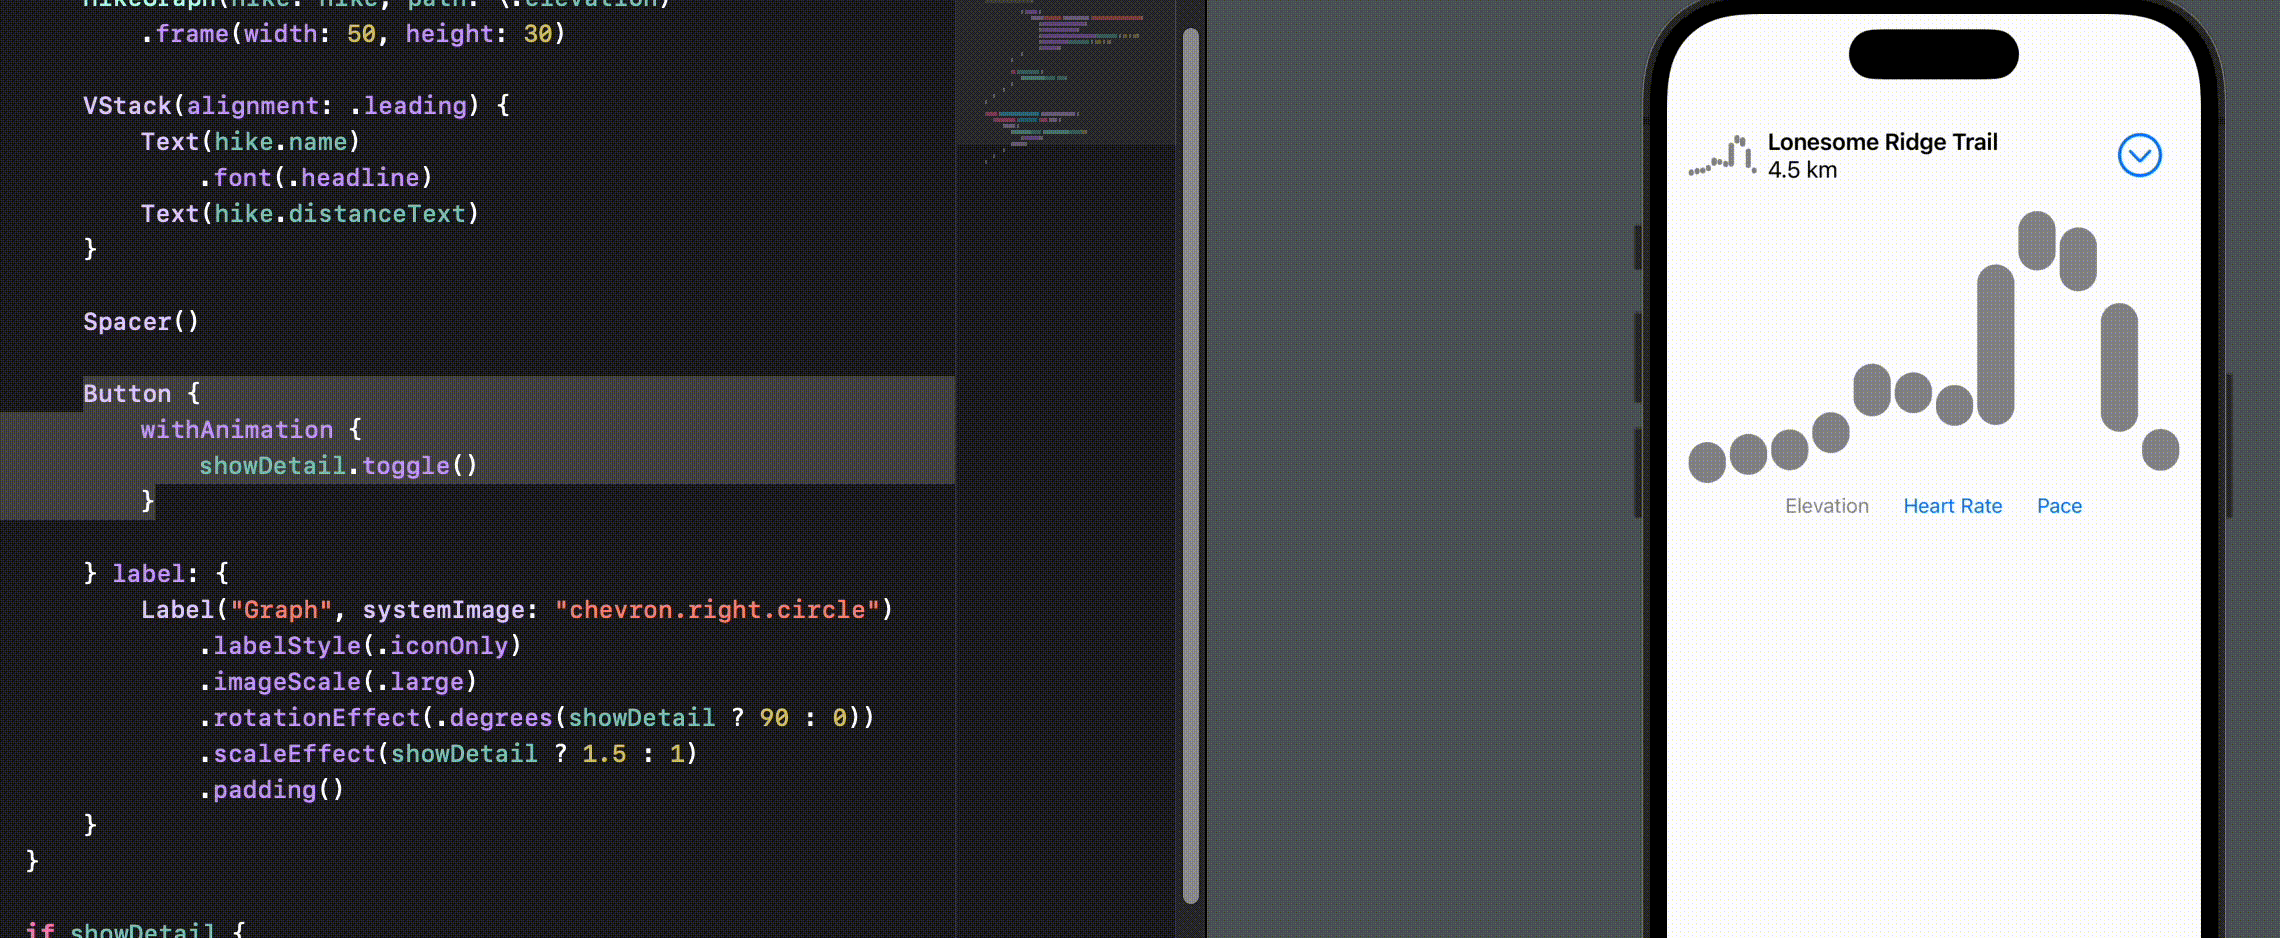 HikeGraph(hike: hike, path: \.elevation)
.frame(width: 50, height: 30)
VStack(alignment: .leading) {
Text(hike.name)
.font(.headline)
Text(hike.distanceText)
}
Spacer()
Button {
withAnimation {
showDetail.toggle()
}
} label: {
Label("Graph", systemImage: "chevron.right.circle")
.labelStyle(.iconOnly)
.imageScale(.large)
.rotationEffect(.degrees(showDetail ? 90 : 0))
.scaleEffect(showDetail ? 1.5 : 1)
.padding()
}
}
if showDetail {
Lonesome Ridge Trail
4.5 km
Elevation Heart Rate Pace